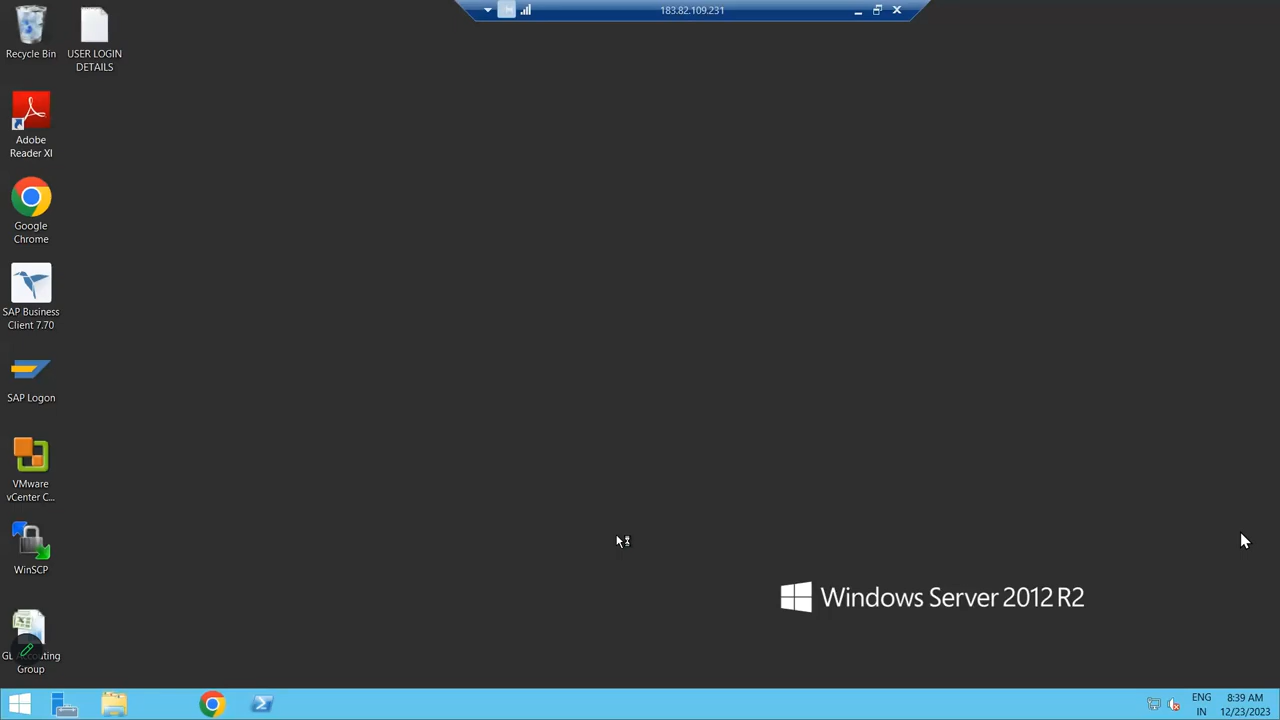 183.82.109.231
Recycle Bin
USER LOGIN
DETAILS
Adobe
Reader XI
Google
Chrome
SAP Business
Client 7.70
SAP Logon
VMware
vCenter C...
WinSCP
Windows Server 2012 R2
Group
ENG
8:39 AM
IN
12/23/2023